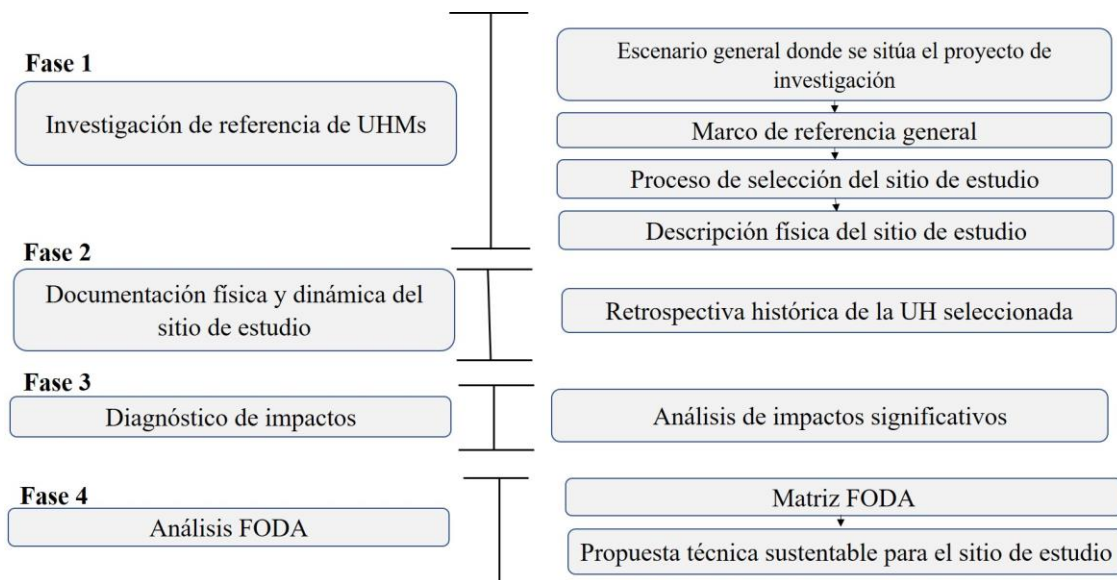 Fase 1
Investigación de referencia de UHMs
Escenario general donde se sitúa el proyecto de
investigación
Marco de referencia general
Proceso de selección del sitio de estudio
Descripción física del sitio de estudio
Fase 2
Documentación física y dinámica del
sitio de estudio
Retrospectiva histórica de la UH seleccionada
Fase 3
Diagnóstico de impactos
Análisis de impactos significativos
Fase 4
Análisis FODA
Matriz FODA
Propuesta técnica sustentable para el sitio de estudio